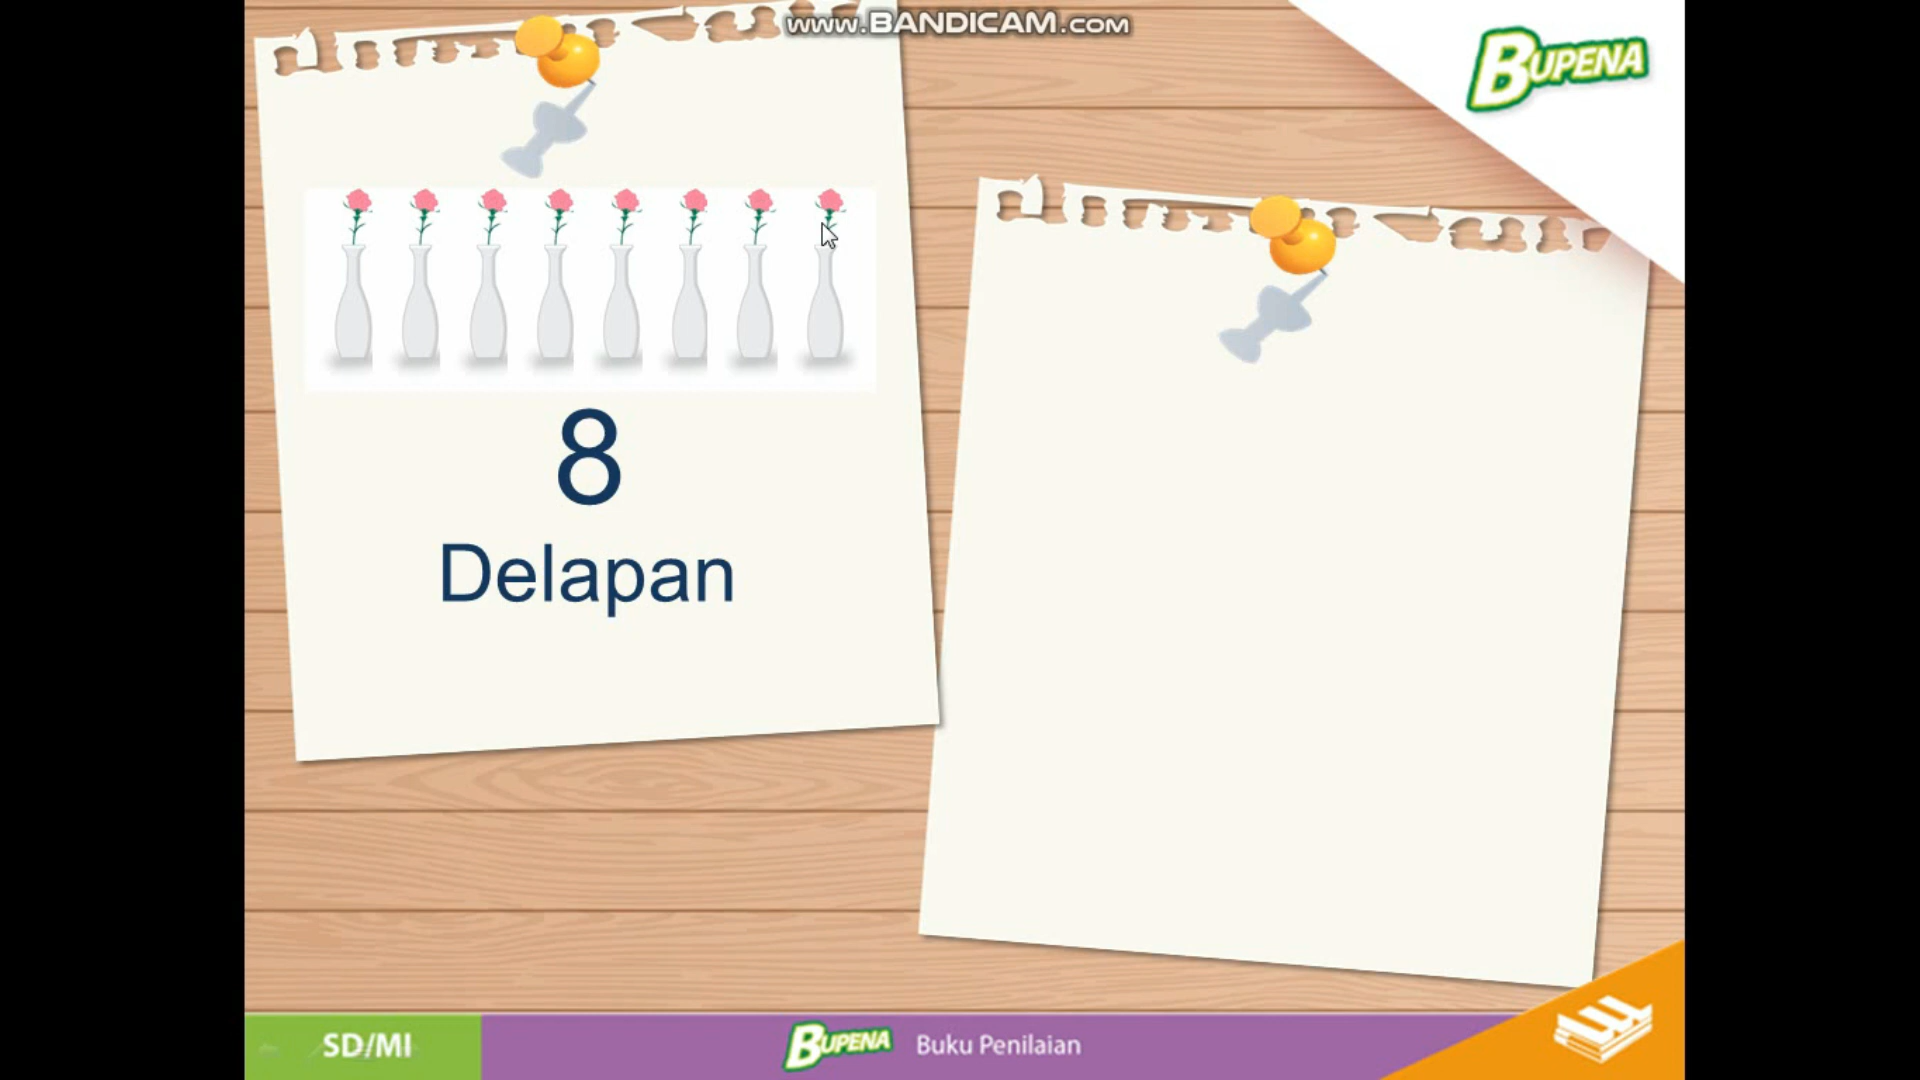 www.BANDICAM.com
BUPENA
8
Delapan
SD/MI
BUPENA
Buku Penilaian